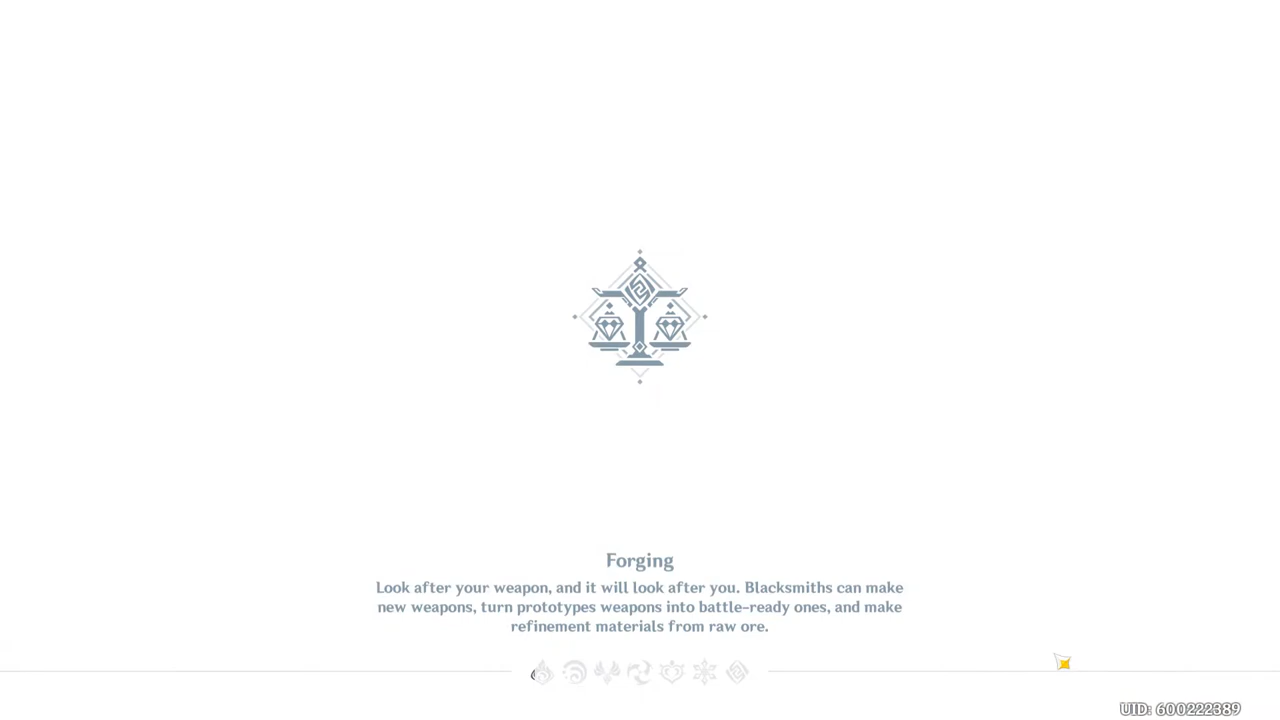 Forging
Look after your weapon, and it will look after you. Blacksmiths can make
new weapons, turn prototypes weapons into battle-ready ones, and make
refinement materials from raw ore.
UID: 600222389